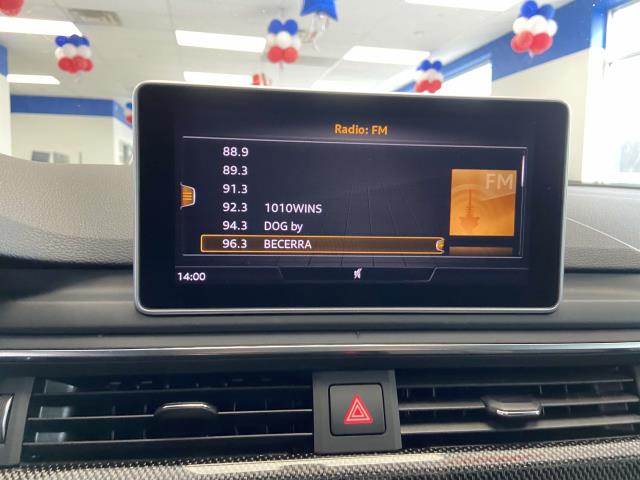 Radio: FM
88.9
89.3
91.3
92.3 1010WINS
94.3 DOG by
96.3 BECERRA
FM
14:00